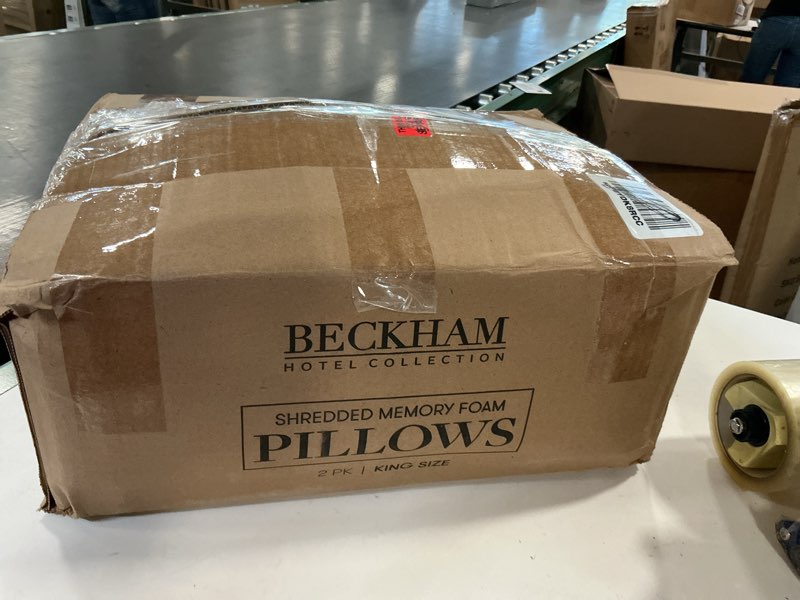 BECKHAM
HOTEL COLLECTION
SHREDDED MEMORY FOAM
PILLOWS
2 PK | KING SIZE